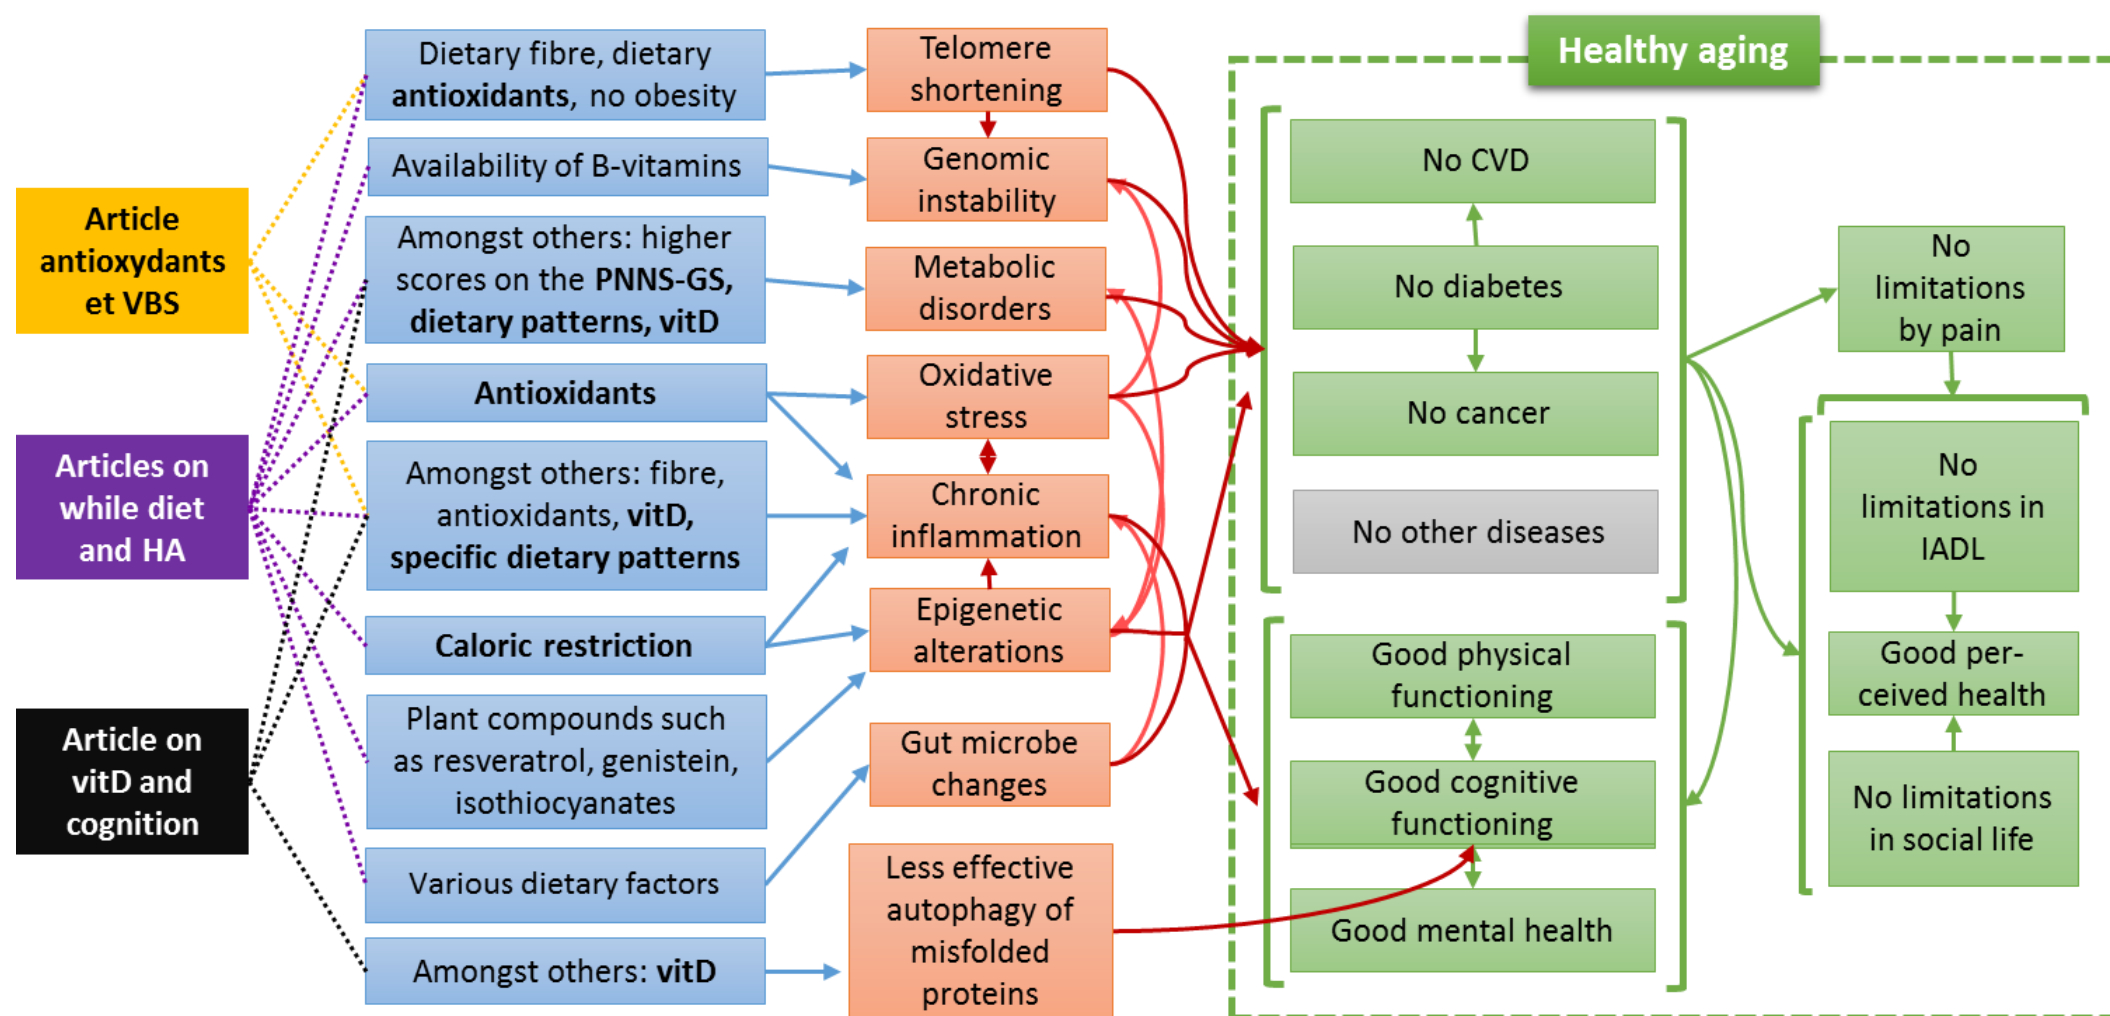 Healthy aging
Article
antioxydants
et VBS
Articles on
while diet
and HA
Article on
vitD and
cognition
Dietary fibre, dietary
antioxidants, no obesity
Availability of B-vitamins
Amongst others: higher
scores on the PNNS-GS,
dietary patterns, vitD
Antioxidants
Amongst others: fibre,
antioxidants, vitD,
specific dietary patterns
Caloric restriction
Plant compounds such
as resveratrol, genistein,
isothiocyanates
Various dietary factors
Amongst others: vitD
Telomere
shortening
Genomic
instability
Metabolic
disorders
Oxidative
stress
Chronic
inflammation
Epigenetic
alterations
Gut microbe
changes
Less effective
autophagy of
misfolded
proteins
No CVD
No diabetes
No cancer
No other diseases
Good physical
functioning
Good cognitive
functioning
Good mental health
No
limitations
by pain
No
limitations in
IADL
Good per-
ceived health
No limitations
in social life